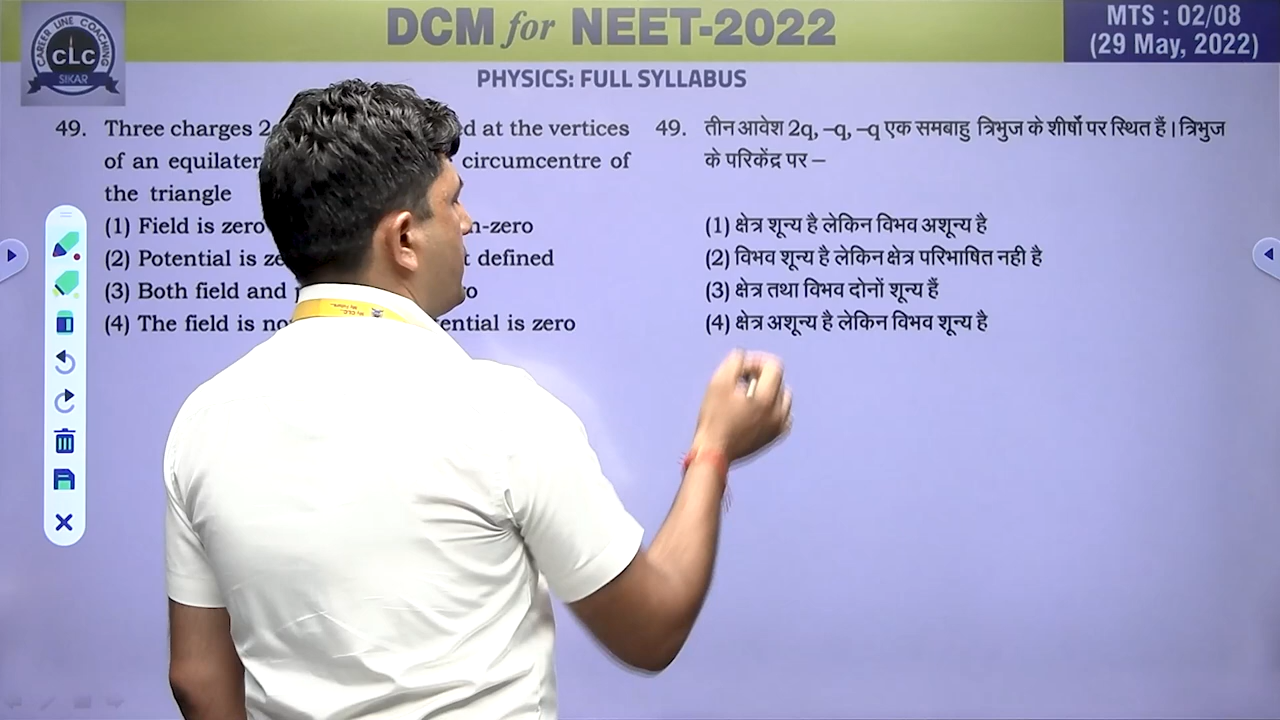 CAREER LINE COACHING
CLC
SIKAR
DCM for NEET-2022
MTS : 02/08
(29 May, 2022)
PHYSICS: FULL SYLLABUS
49. Three charges 2 d at the vertices
of an equilater circumcentre of
the triangle
(1) Field is zero n-zero
(2) Potential is ze t defined
(3) Both field and o
(4) The field is no ential is zero
49. तीन आवेश 2q, –q, –q एक समबाहु त्रिभुज के शीर्षों पर स्थित हैं। त्रिभुज
के परिकेंद्र पर –
(1) क्षेत्र शून्य है लेकिन विभव अशून्य है
(2) विभव शून्य है लेकिन क्षेत्र परिभाषित नही है
(3) क्षेत्र तथा विभव दोनों शून्य हैं
(4) क्षेत्र अशून्य है लेकिन विभव शून्य है